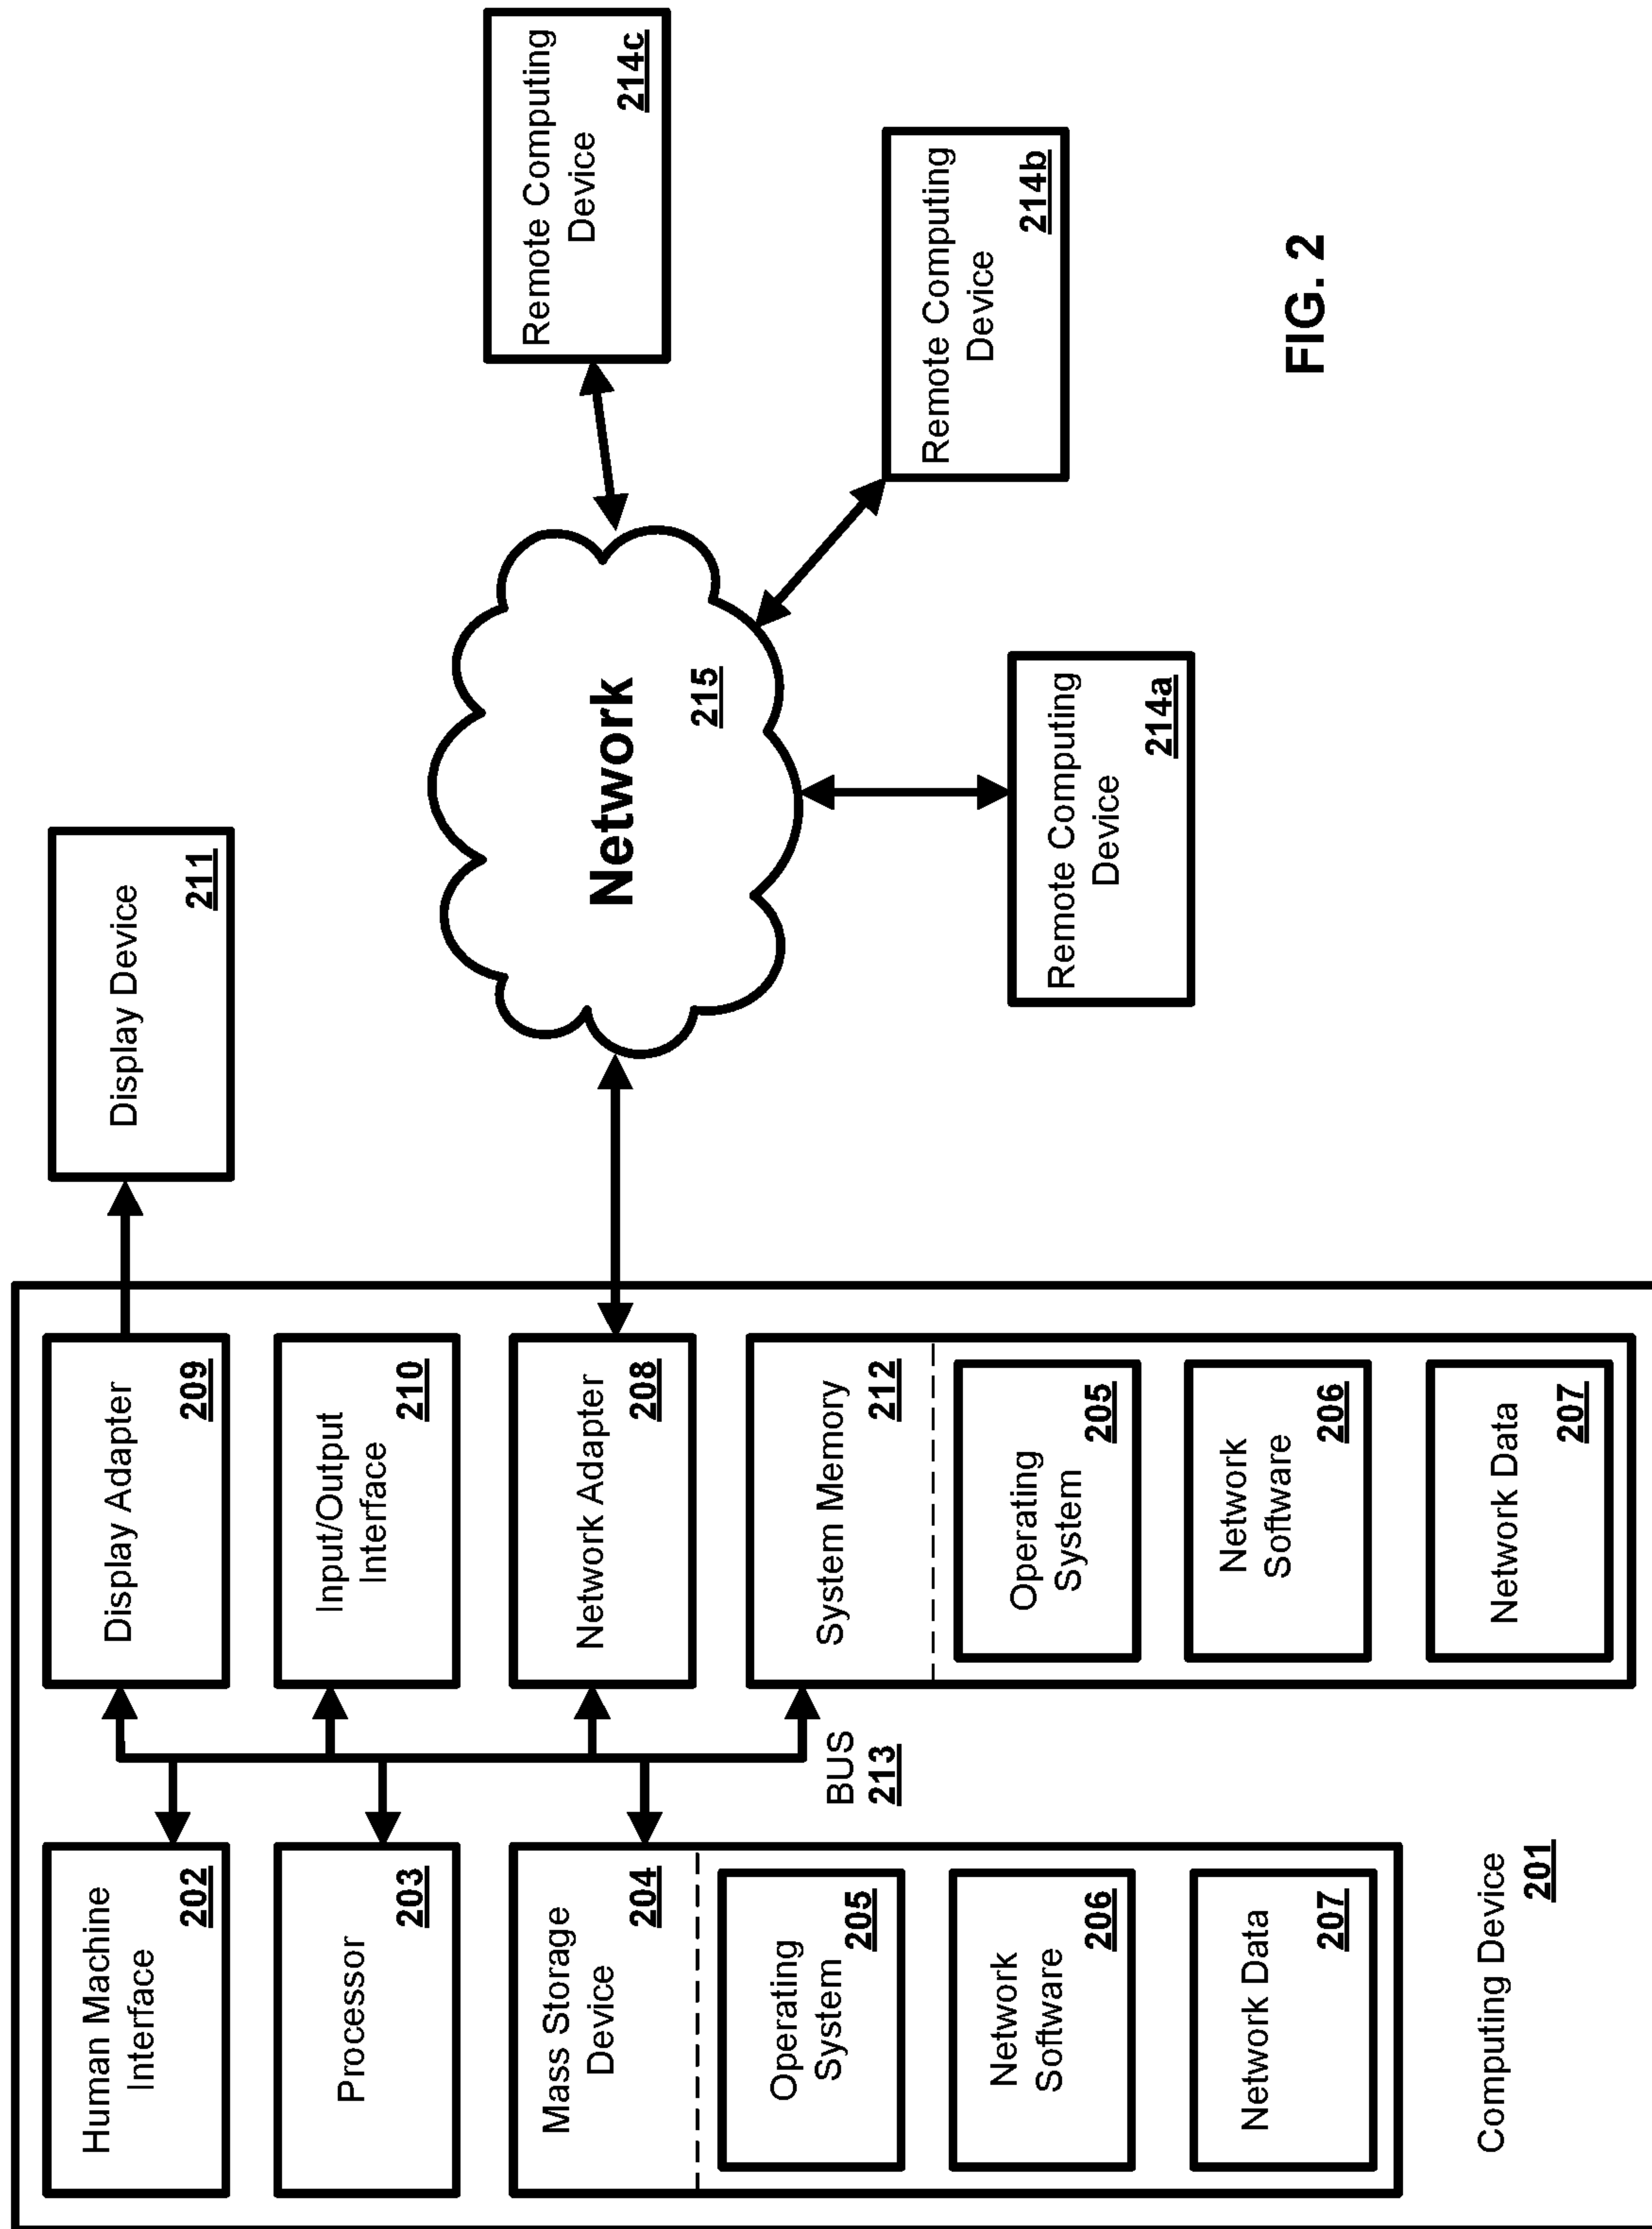 Human Machine
Interface
202
Processor
203
Mass Storage
Device
204
Operating
System
205
Network
Software
206
Network Data
207
Computing Device
201
BUS
213
Display Adapter
209
Input/Output
Interface
210
Network Adapter
208
System Memory
212
Operating
System
205
Network
Software
206
Network Data
207
Display Device
211
Network
215
Remote Computing
Device
214a
Remote Computing
Device
214b
Remote Computing
Device
214c
FIG. 2